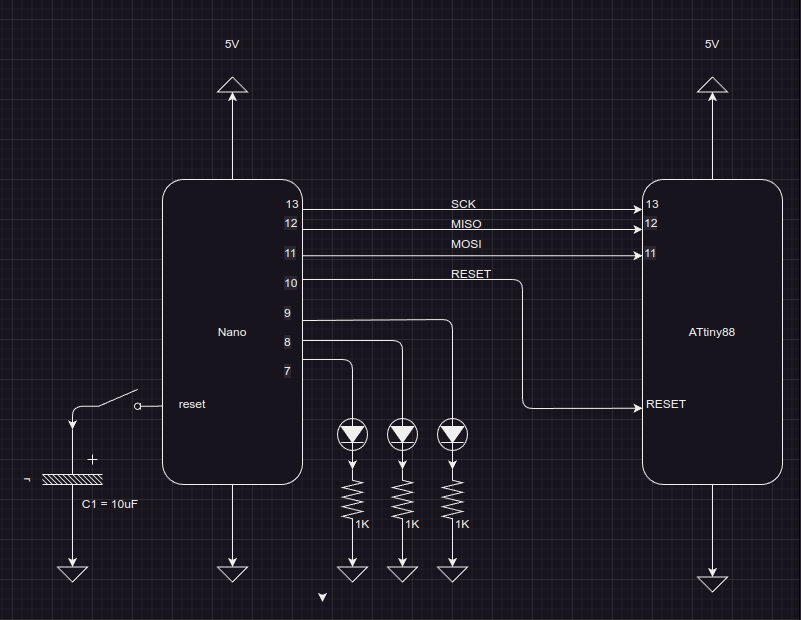 5V
5V
13
SCK
13
12
MISO
12
MOSI
11
11
RESET
10
9
Nano
ATtiny88
8
7
reset
RESET
C1 = 10uF
1K
1K
1K